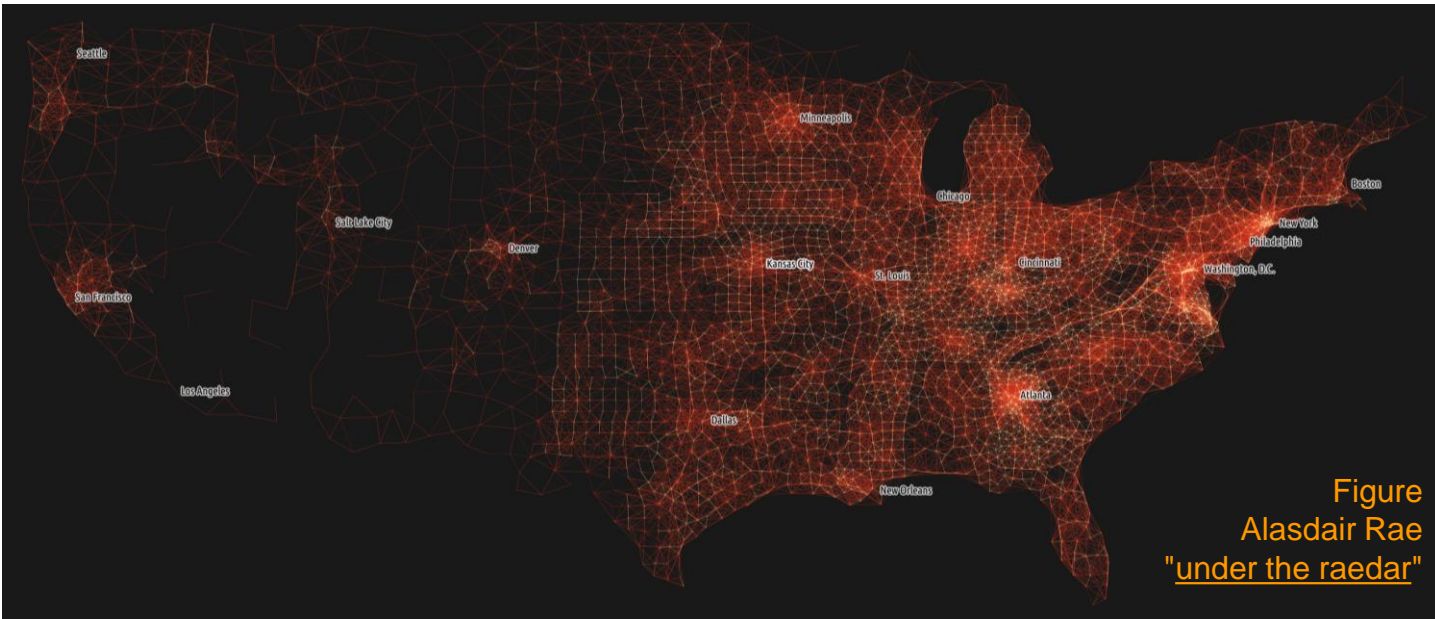 Seattle
Minneapolis
Boston
Chicago
Salt Lake City
New York
Philadelphia
Denver
Kansas City
Cincinnati
Washington, D.C.
St. Louis
San Francisco
Los Angeles
Atlanta
Dallas
New Orleans
Figure
Alasdair Rae
"under the raedar"